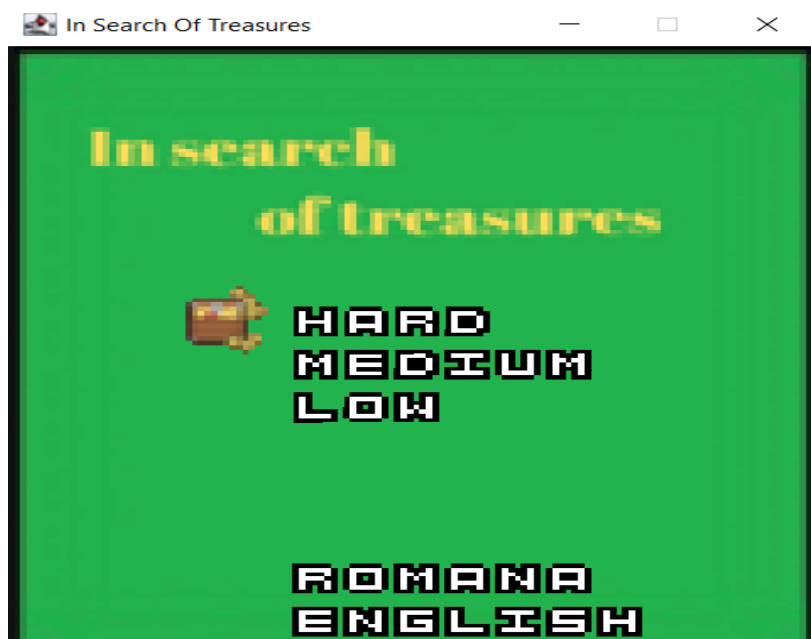 In Search Of Treasures
In search
of treasures
HARD
MEDIUM
LOW
ROMANA
ENGLISH